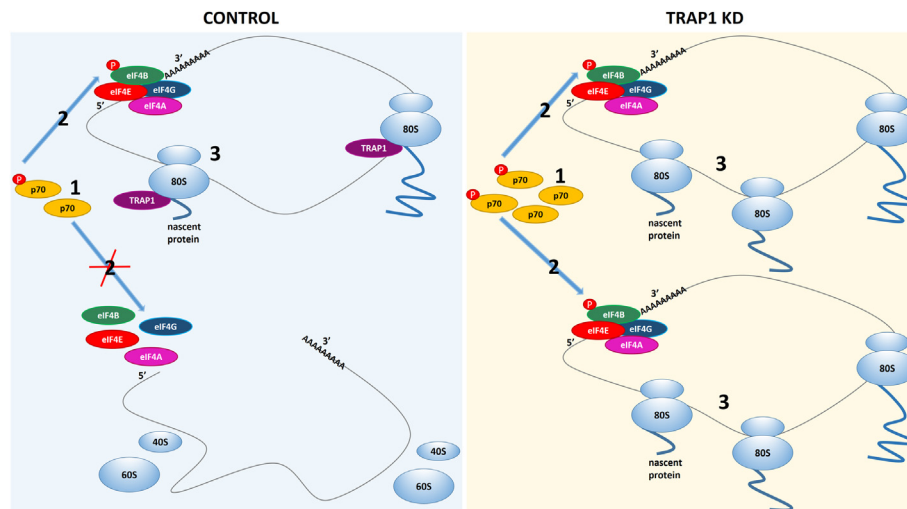 CONTROL
P
eIF4B
3’
AAAAAAAAA
eIF4E
eIF4G
5’
eIF4A
2
80S
TRAP1
3
P
p70
1
p70
80S
TRAP1
nascent
protein
2
eIF4B
eIF4G
eIF4E
eIF4A
5’
3’
AAAAAAAAA
40S
60S
40S
60S
TRAP1 KD
P
eIF4B
3’
AAAAAAAAA
eIF4E
eIF4G
5’
eIF4A
2
80S
3
P
p70
1
P
p70
p70
p70
80S
80S
nascent
protein
2
P
eIF4B
3’
AAAAAAAAA
eIF4E
eIF4G
5’
eIF4A
80S
3
80S
80S
nascent
protein